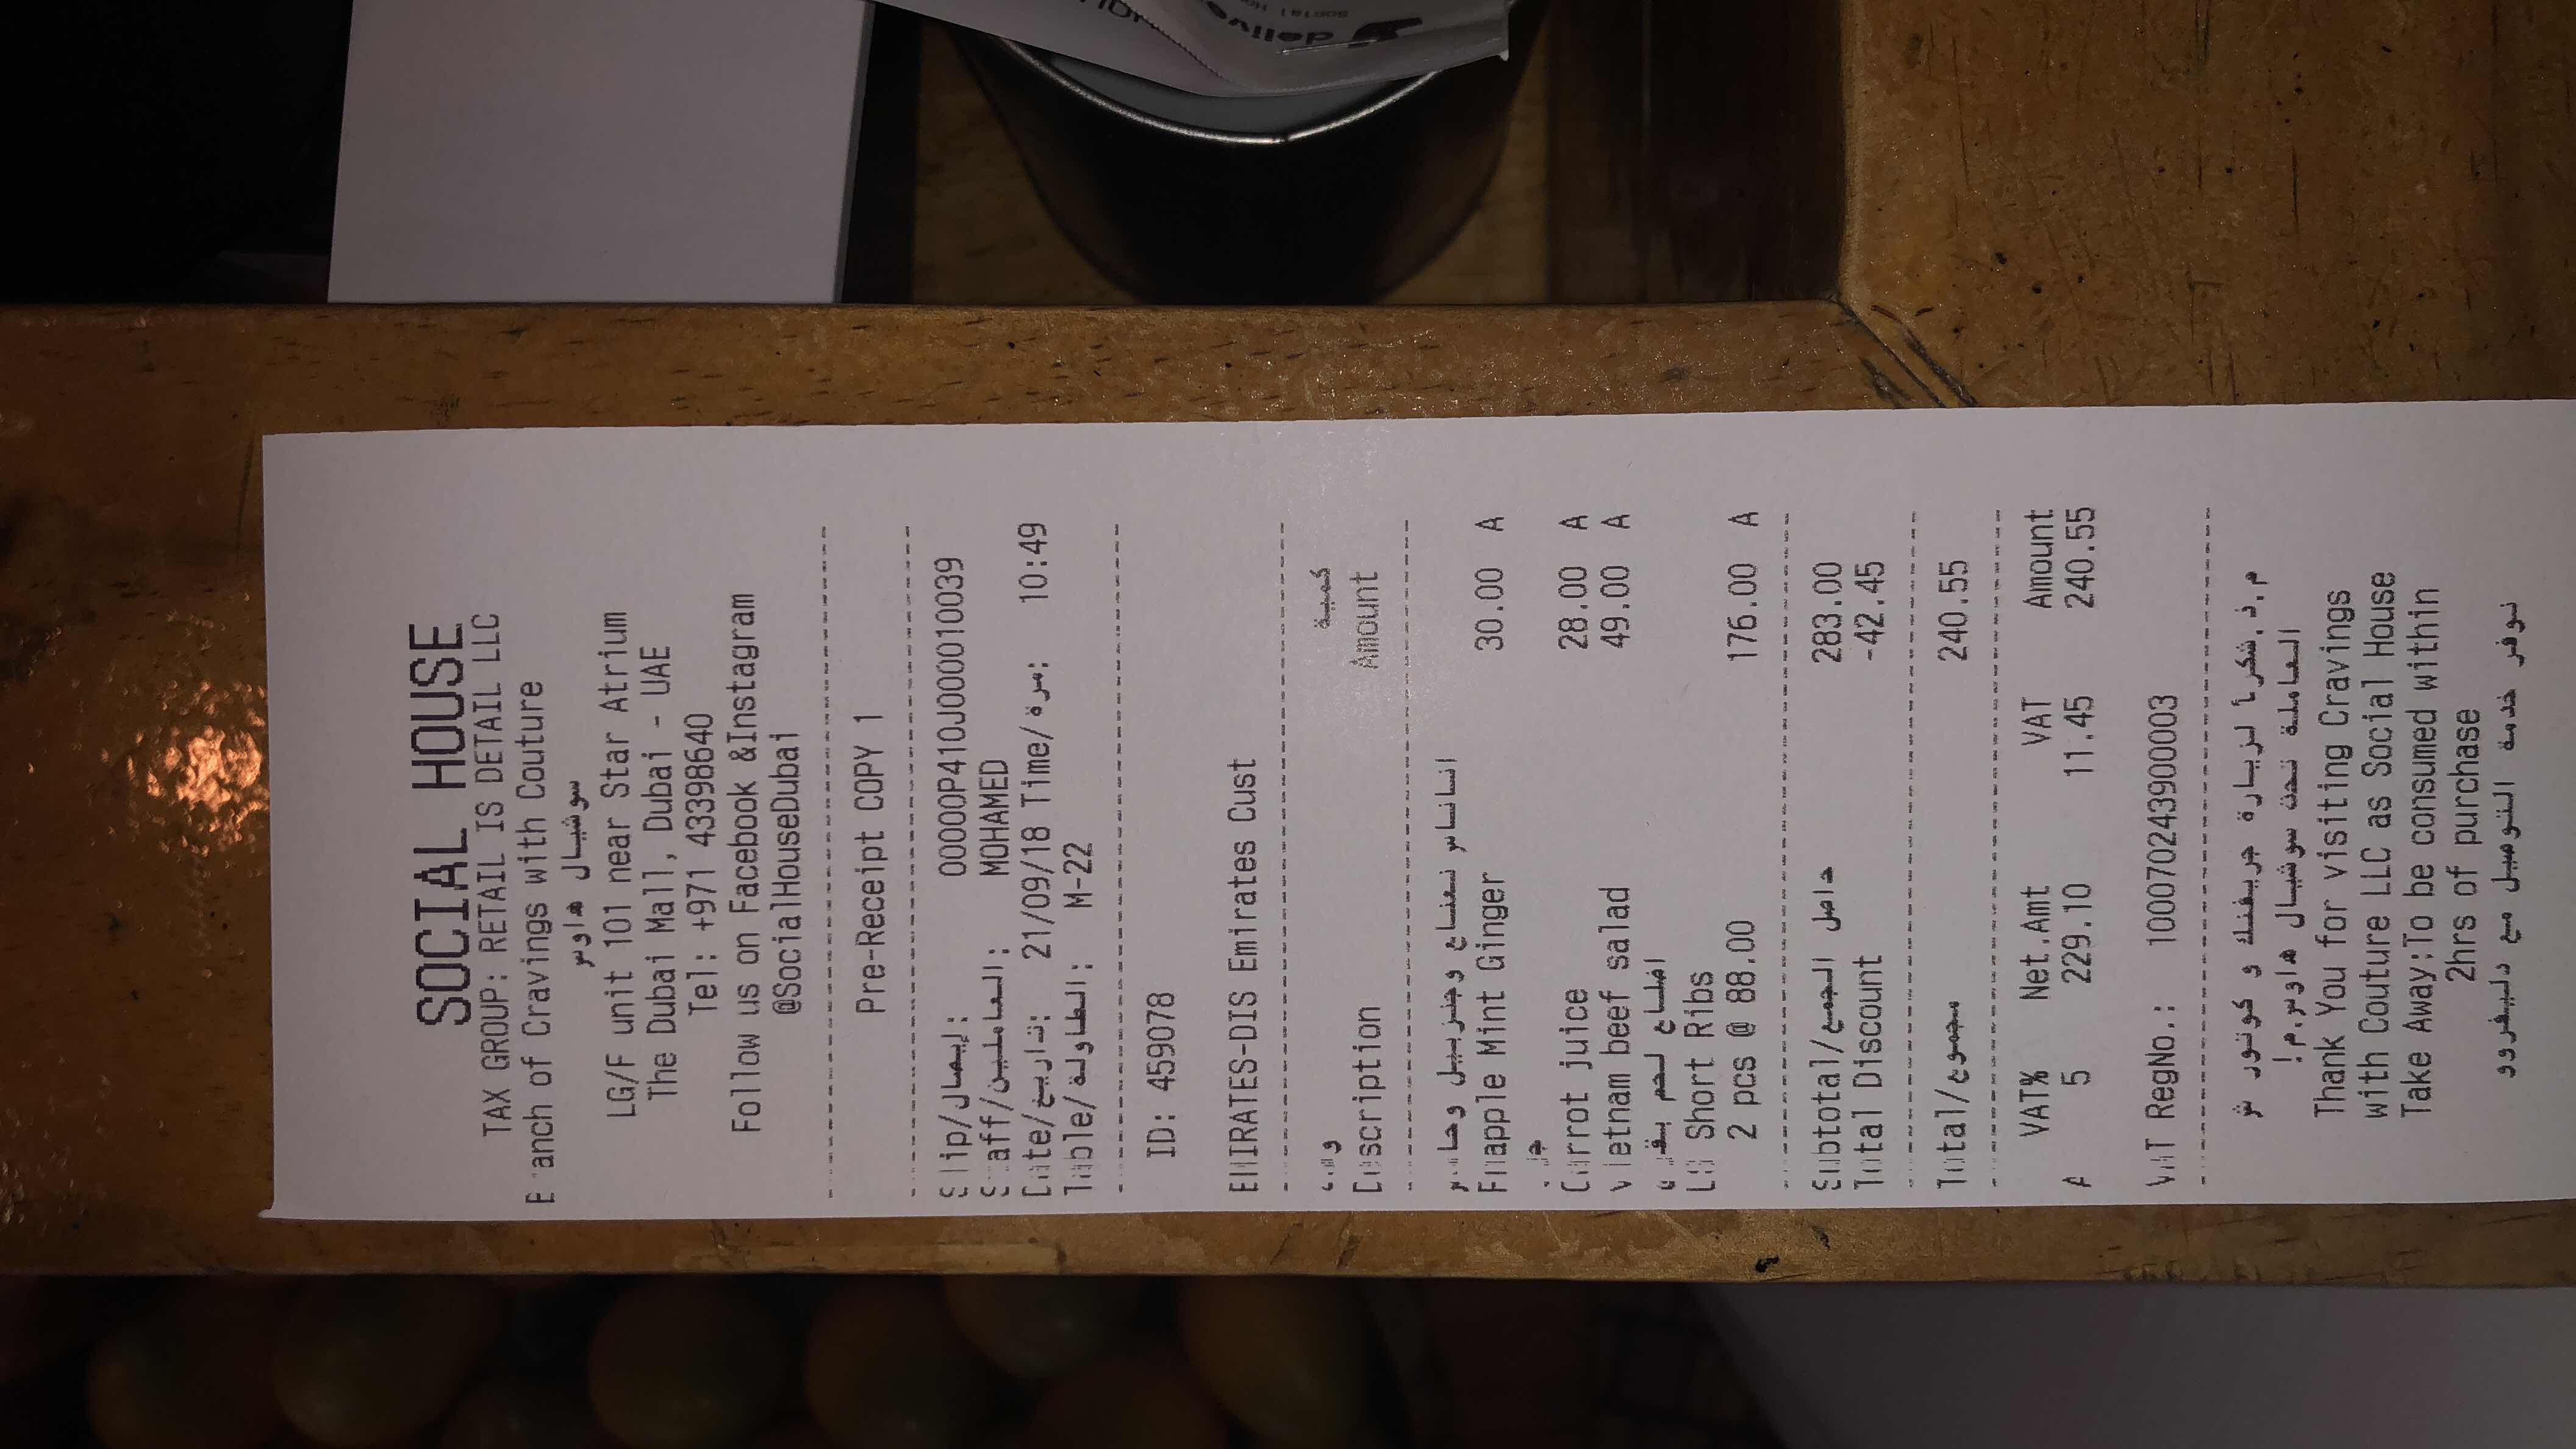 SOCIAL HOUSE
TAX GROUP: RETAIL IS DETAIL LLC
Branch of Cravings with Couture
سوشيال هاوس
LG/F unit 101 near Star Atrium
The Dubai Mall, Dubai - UAE
Tel: +971 43398640
Follow us on Facebook &Instagram
@SocialHouseDubai
Pre-Receipt COPY 1
Slip/إيصال: 00000P410J000010039
Staff/العاملين: MOHAMED
Date/تاريخ: 21/09/18 Time/مرة: 10:49
Table/الطاولة: M-22
ID: 459078
EMIRATES-DIS Emirates Cust
كمية
Description Amount
اناناس نعناع وجنزبيل
Pnapple Mint Ginger 30.00 A
Carrot juice 28.00 A
Vietnam beef salad 49.00 A
اضلاع لحم بقري
Short Ribs
2 pcs @ 88.00 176.00 A
Subtotal/حاصل الجمع 283.00
Total Discount -42.45
Total/مجموع 240.55
VAT% Net.Amt VAT Amount
A 5 229.10 11.45 240.55
VAT RegNo.: 100070243900003
م.ذ.شكرأ لزيارة جريفنك و كوتور ش
العاملة تحت سوشيال هاوس.م!
Thank You for visiting Cravings
with Couture LLC as Social House
Take Away:To be consumed within
2hrs of purchase
نوفر خدمة التوصيل مع دليفروو
delive